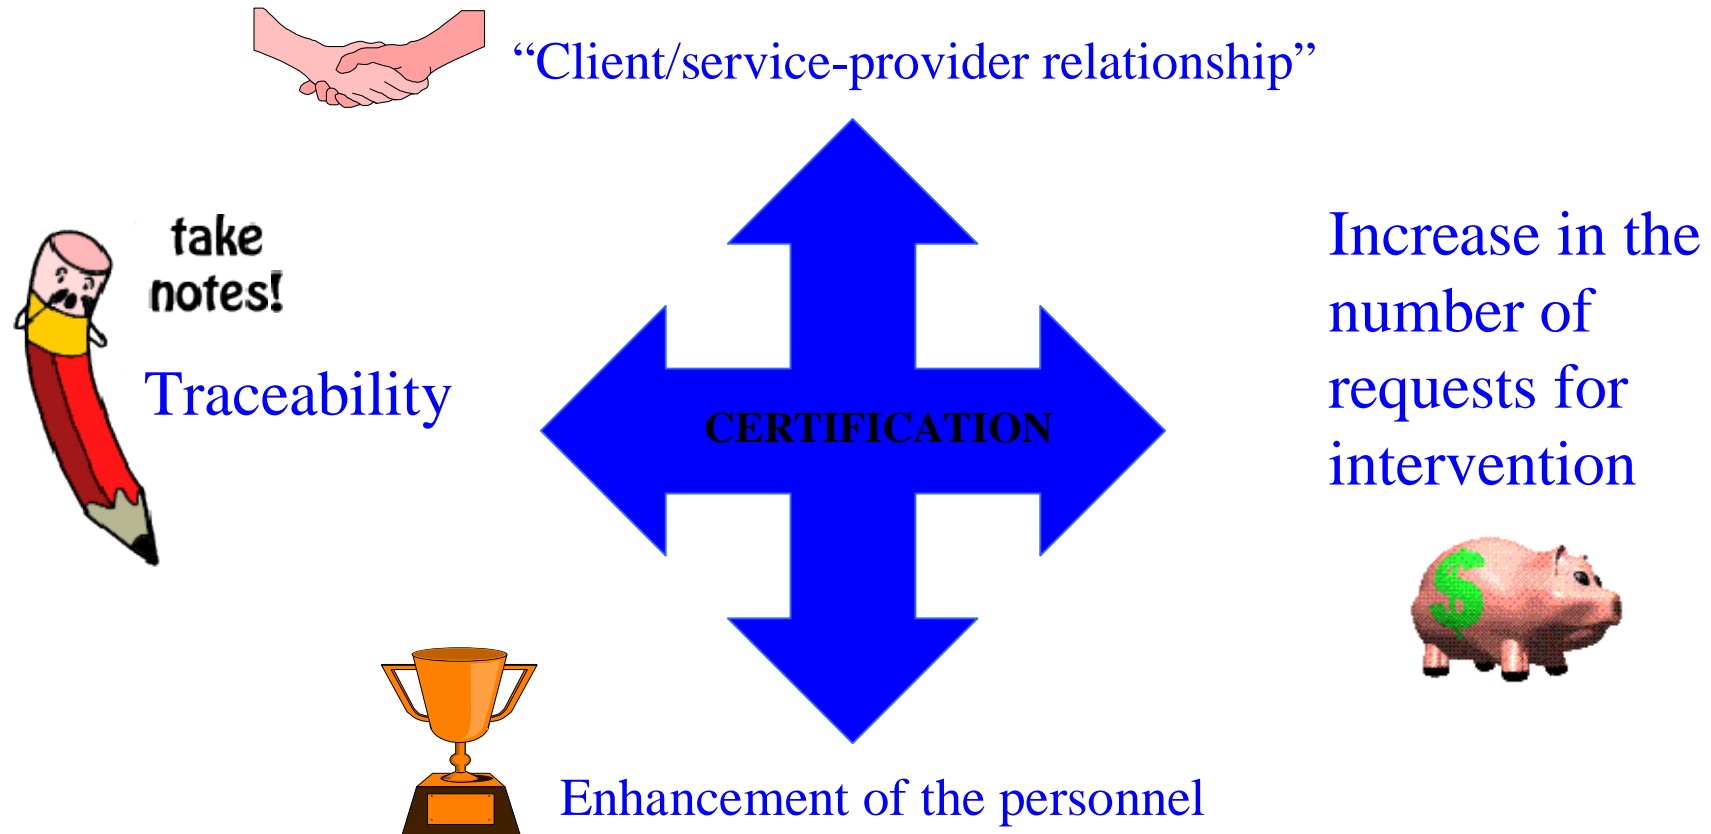 “Client/service-provider relationship”
take
notes!
Traceability
CERTIFICATION
Increase in the
number of
requests for
intervention
$
Enhancement of the personnel